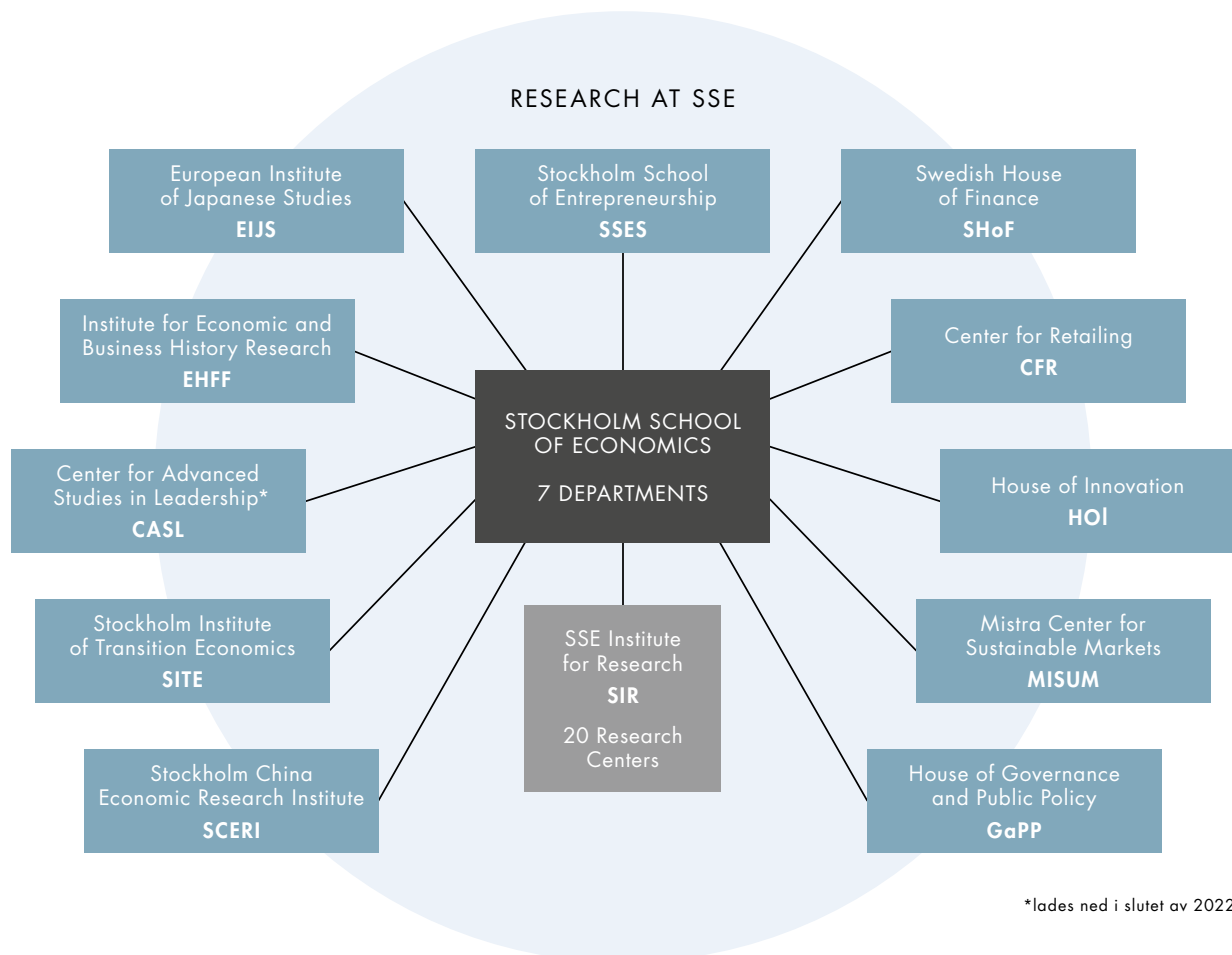 RESEARCH AT SSE
European Institute
of Japanese Studies
EIJS
Stockholm School
of Entrepreneurship
SSES
Swedish House
of Finance
SHoF
Institute for Economic and
Business History Research
EHFF
Center for Retailing
CFR
STOCKHOLM SCHOOL
OF ECONOMICS
7 DEPARTMENTS
Center for Advanced
Studies in Leadership*
CASL
House of Innovation
HOI
Stockholm Institute
of Transition Economics
SITE
SSE Institute
for Research
SIR
20 Research
Centers
Mistra Center for
Sustainable Markets
MISUM
Stockholm China
Economic Research Institute
SCERI
House of Governance
and Public Policy
GaPP
*lades ned i slutet av 2022